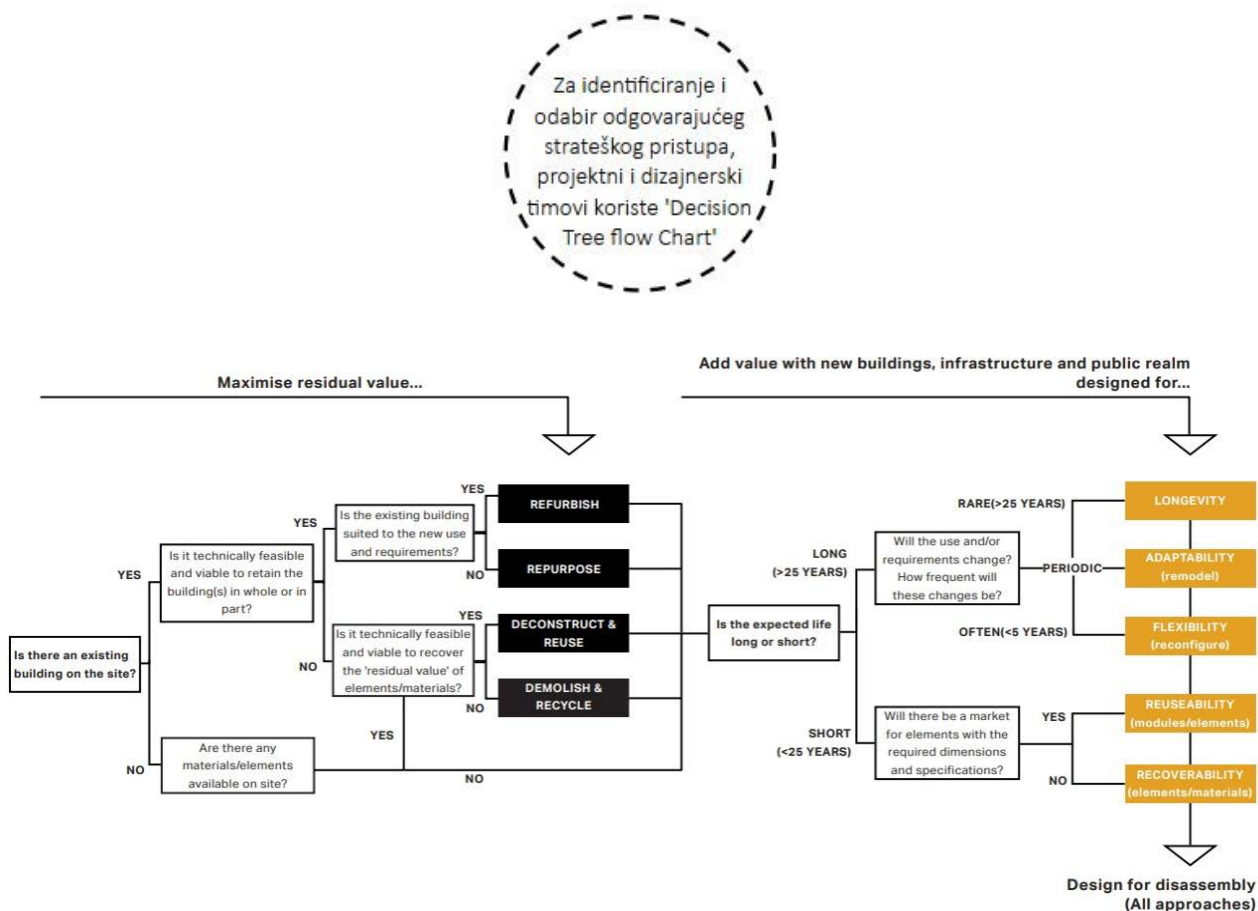 Za identificiranje i
odabir odgovarajućeg
strateškog pristupa,
projektni i dizajnerski
timovi koriste 'Decision
Tree flow Chart'
Maximise residual value...
Add value with new buildings, infrastructure and public realm
designed for...
Is there an existing
building on the site?
YES
NO
Is it technically feasible
and viable to retain the
building(s) in whole or in
part?
YES
NO
Are there any
materials/elements
available on site?
YES
NO
Is the existing building
suited to the new use
and requirements?
YES
NO
Is it technically feasible
and viable to recover
the 'residual value' of
elements/materials?
YES
NO
REFURBISH
REPURPOSE
DECONSTRUCT &
REUSE
DEMOLISH &
RECYCLE
Is the expected life
long or short?
LONG
(>25 YEARS)
SHORT
(<25 YEARS)
Will the use and/or
requirements change?
How frequent will
these changes be?
RARE(>25 YEARS)
PERIODIC
OFTEN(<5 YEARS)
Will there be a market
for elements with the
required dimensions
and specifications?
YES
NO
LONGEVITY
ADAPTABILITY
(remodel)
FLEXIBILITY
(reconfigure)
REUSEABILITY
(modules/elements)
RECOVERABILITY
(elements/materials)
Design for disassembly
(All approaches)